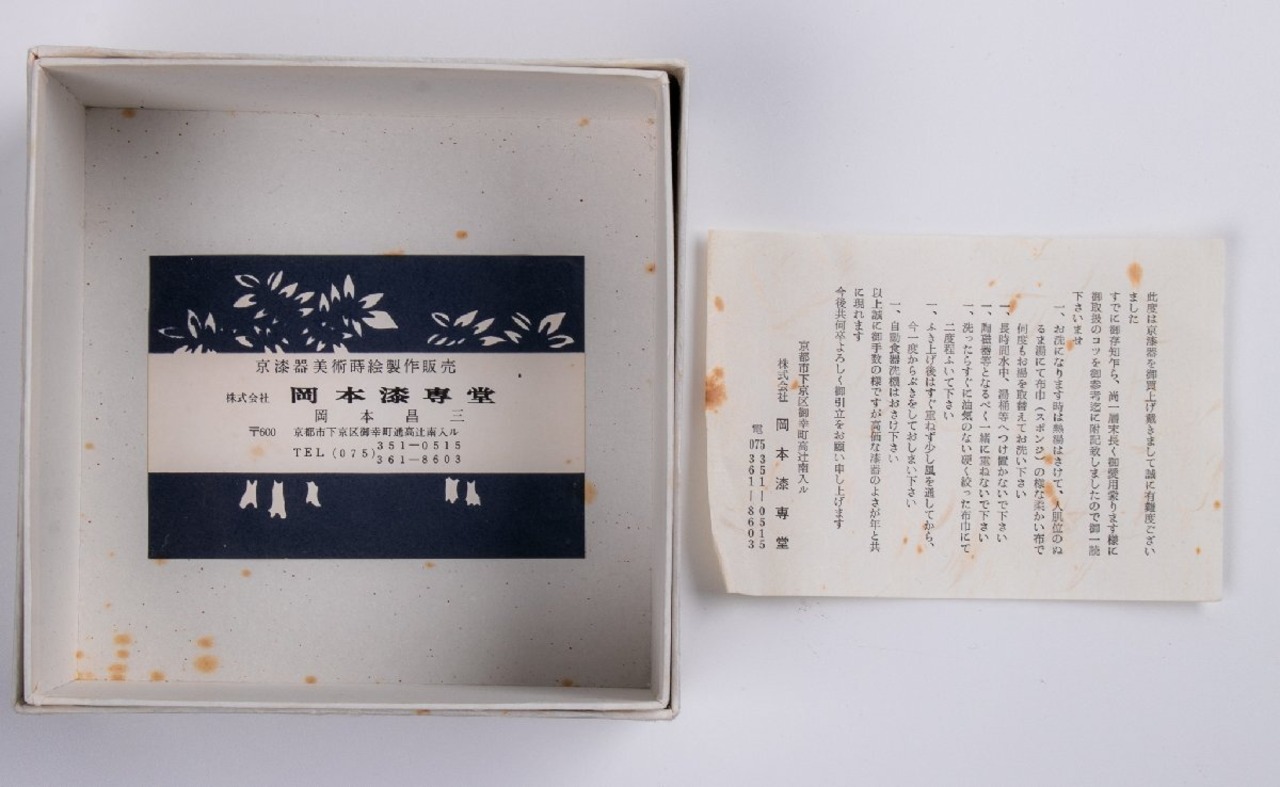 京漆器美術蒔絵製作販売
株式会社 岡本漆専堂
岡本昌三
〒600 京都市下京区御幸町通高辻南入ル
TEL (075) 351-0515
361-8603
此度は京漆器を御買上げ戴きまして誠に有難度ござい
ました
すでに御存知乍ら、尚一層末長く御愛用蒙ります様に
御取扱のコツを御参考迄に附記致しましたので御一読
下さいませ
一、お洗になります時は熱湯はさけて、人肌位のぬ
るま湯にて布巾(スポンジ)の様な柔かい布で
何度もお湯を取替えてお洗い下さい
一、長時間水中、湯桶等へつけ置かないで下さい
一、陶磁器等となるべく一緒に重ねないで下さい
一、洗ったらすぐに油気のない硬く絞った布巾にて
二度程ふいて下さい
一、ふき上げ後はすぐ重ねず少し風を通してから、
今一度からぶきをしておしまい下さい
一、自動食器洗機はおさけ下さい
以上誠に御手数の様ですが高価な漆器のよさが年と共
に現れます
今後共何卒よろしく御引立をお願い申し上げます
京都市下京区御幸町高辻南入ル
株式会社 岡本漆専堂
電 075 351-0515
361-8603